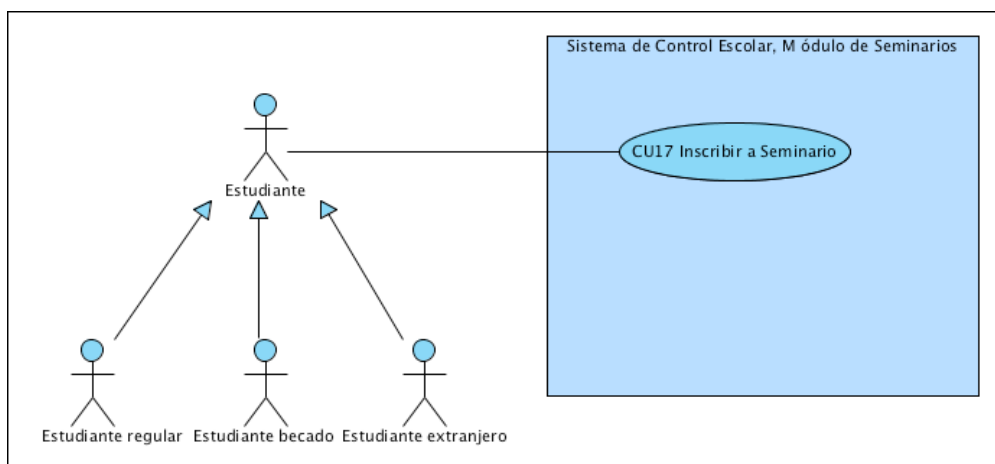 Sistema de Control Escolar, M ódulo de Seminarios
CU17 Inscribir a Seminario
Estudiante
Estudiante regular
Estudiante becado
Estudiante extranjero